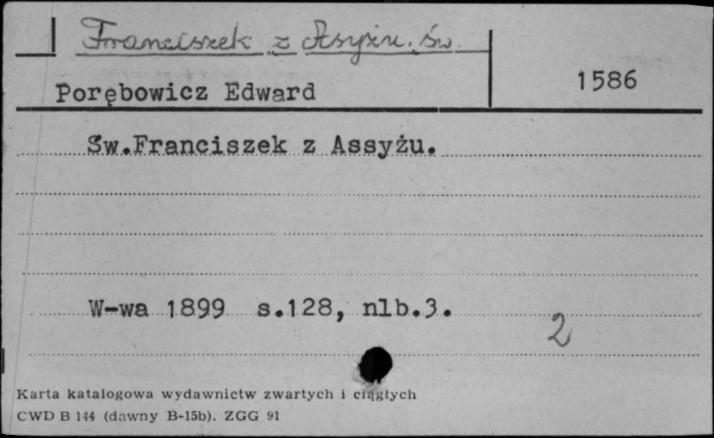 Franciszek z Asyżu, św.
Porębowicz Edward
1586
Św.Franciszek z Assyżu.
W-wa 1899 s.128, nlb.3.
2
Karta katalogowa wydawnictw zwartych i ciągłych
CWD B 144 (dawny B-15b). ZGG 91